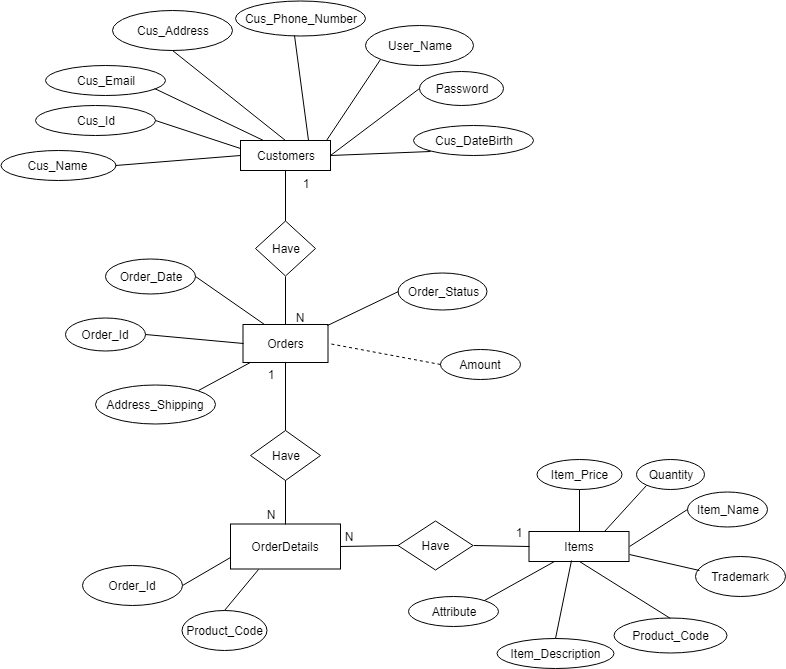 Cus_Phone_Number
Cus_Address
User_Name
Cus_Email
Password
Cus_Id
Cus_DateBirth
Customers
Cus_Name
1
Have
Order_Date
Order_Status
N
Order_Id
Orders
Amount
1
Address_Shipping
Have
Item_Price
Quantity
Item_Name
N
N
1
OrderDetails
Have
Items
Trademark
Order_Id
Attribute
Product_Code
Product_Code
Item_Description